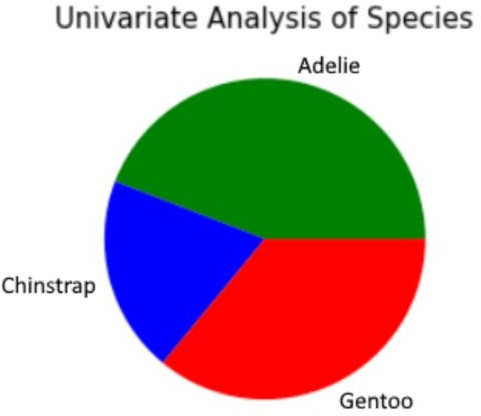 Univariate Analysis of Species
Adelie
Chinstrap
Gentoo